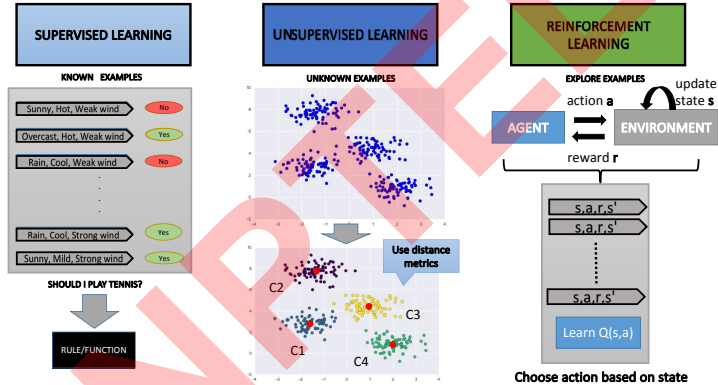 SUPERVISED LEARNING
KNOWN EXAMPLES
Sunny, Hot, Weak wind No
Overcast, Hot, Weak wind Yes
Rain, Cool, Weak wind No
Rain, Cool, Strong wind Yes
Sunny, Mild, Strong wind Yes
SHOULD I PLAY TENNIS?
RULE/FUNCTION
UNSUPERVISED LEARNING
UNKNOWN EXAMPLES
Use distance
metrics
C2
C3
C1
C4
REINFORCEMENT
LEARNING
EXPLORE EXAMPLES
update
state s
action a
AGENT
ENVIRONMENT
reward r
s,a,r,s'
s,a,r,s'
s,a,r,s'
Learn Q(s,a)
Choose action based on state